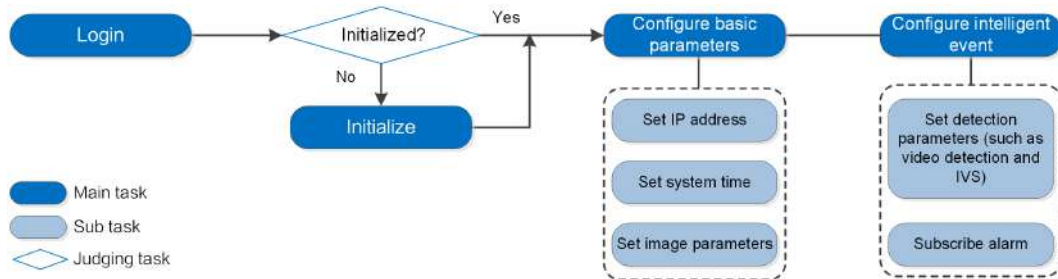 Login
Initialized?
Yes
No
Initialize
Configure basic
parameters
Configure intelligent
event
Set IP address
Set system time
Set image parameters
Set detection
parameters (such as
video detection and
IVS)
Subscribe alarm
Main task
Sub task
Judging task